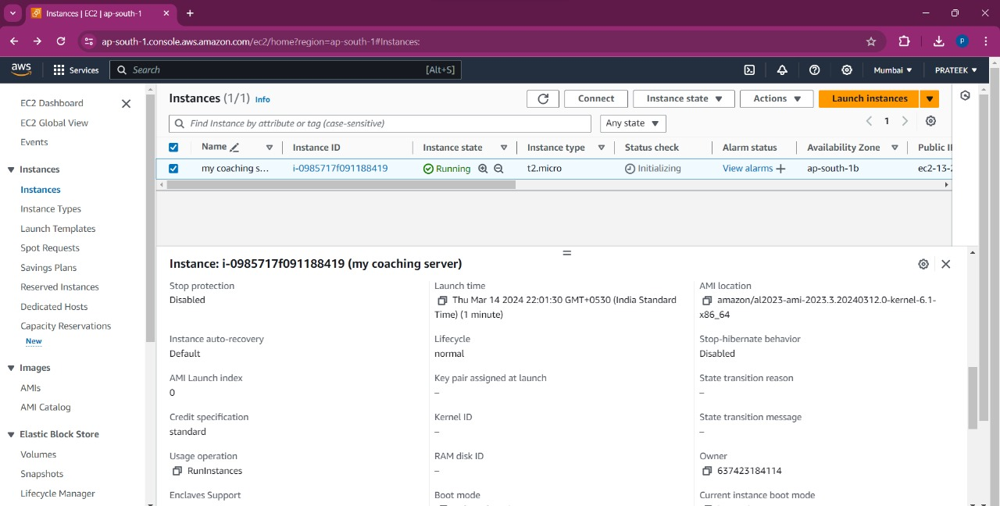 Instances | EC2 | ap-south-1
ap-south-1.console.aws.amazon.com/ec2/home?region=ap-south-1#Instances:
P
aws
Services
Search
[Alt+S]
Mumbai
PRATEEK
EC2 Dashboard
EC2 Global View
Events
Instances
Instances
Instance Types
Launch Templates
Spot Requests
Savings Plans
Reserved Instances
Dedicated Hosts
Capacity Reservations
New
Images
AMIs
AMI Catalog
Elastic Block Store
Volumes
Snapshots
Lifecycle Manager
Instances (1/1) Info
Connect
Instance state
Actions
Launch instances
Find Instance by attribute or tag (case-sensitive)
Any state
1
Name Instance ID Instance state Instance type Status check Alarm status Availability Zone Public
my coaching s... i-0985717f091188419 Running t2.micro Initializing View alarms + ap-south-1b ec2-13-
Instance: i-0985717f091188419 (my coaching server)
Stop protection
Disabled
Launch time
Thu Mar 14 2024 22:01:30 GMT+0530 (India Standard
Time) (1 minute)
AMI location
amazon/al2023-ami-2023.3.20240312.0-kernel-6.1-
x86_64
Instance auto-recovery
Default
Lifecycle
normal
Stop-hibernate behavior
Disabled
AMI Launch index
0
Key pair assigned at launch
–
State transition reason
–
Credit specification
standard
Kernel ID
–
State transition message
–
Usage operation
RunInstances
RAM disk ID
–
Owner
637423184114
Enclaves Support
Boot mode
Current instance boot mode